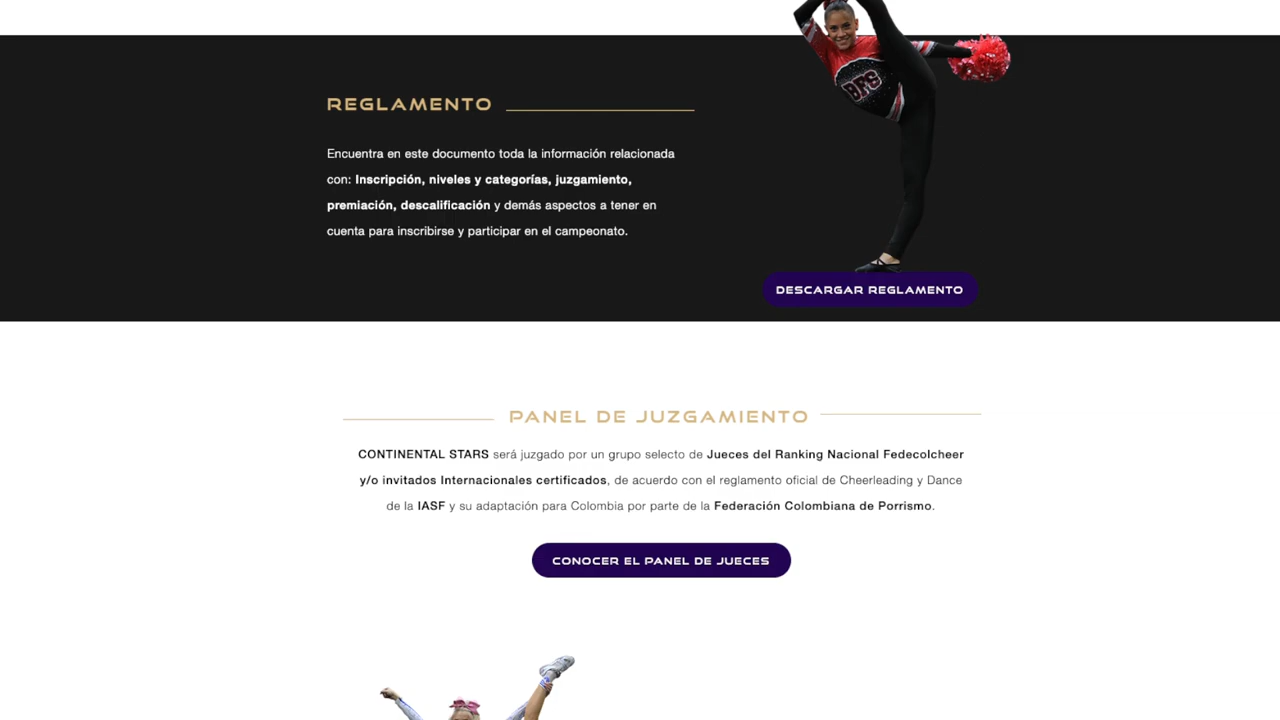 REGLAMENTO
Encuentra en este documento toda la información relacionada
con: Inscripción, niveles y categorías, juzgamiento,
premiación, descalificación y demás aspectos a tener en
cuenta para inscribirse y participar en el campeonato.
BFS
DESCARGAR REGLAMENTO
PANEL DE JUZGAMIENTO
CONTINENTAL STARS será juzgado por un grupo selecto de Jueces del Ranking Nacional Fedecolcheer
y/o invitados Internacionales certificados, de acuerdo con el reglamento oficial de Cheerleading y Dance
de la IASF y su adaptación para Colombia por parte de la Federación Colombiana de Porrismo.
CONOCER EL PANEL DE JUECES